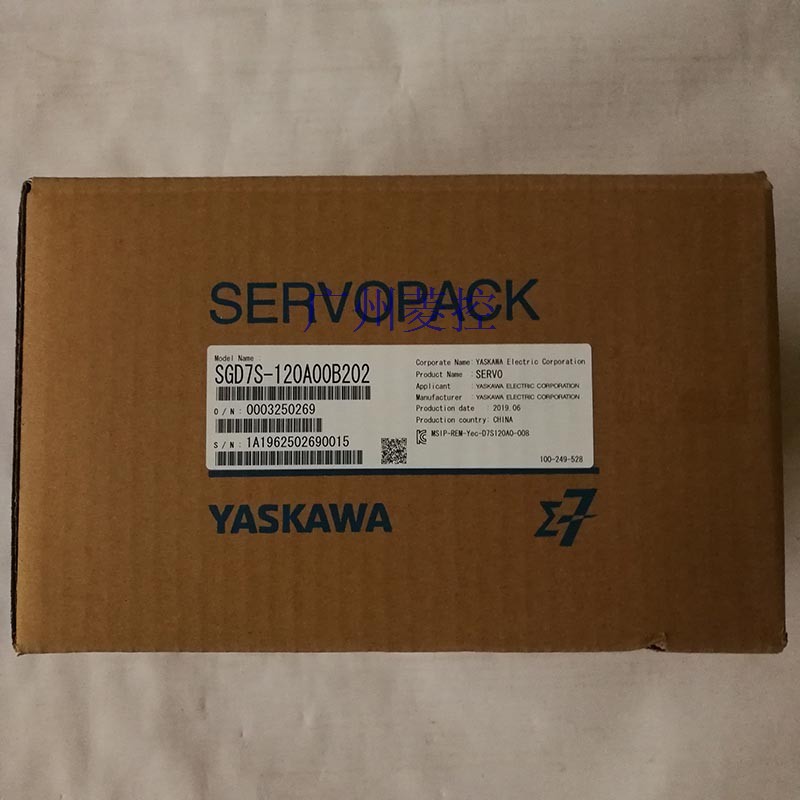 SERVOPACK
广州菱控
Model Name :
SGD7S-120A00B202
O/N: 0003250269
S/N: 1A1962502690015
Corporate Name: YASKAWA Electric Corporation
Product Name : SERVO
Applicant : YASKAWA ELECTRIC CORPORATION
Manufacturer : YASKAWA ELECTRIC CORPORATION
Production date : 2019.06
Production country: CHINA
MSIP-REM-Yec-D7S120A0-008
100-249-528
YASKAWA
Σ7